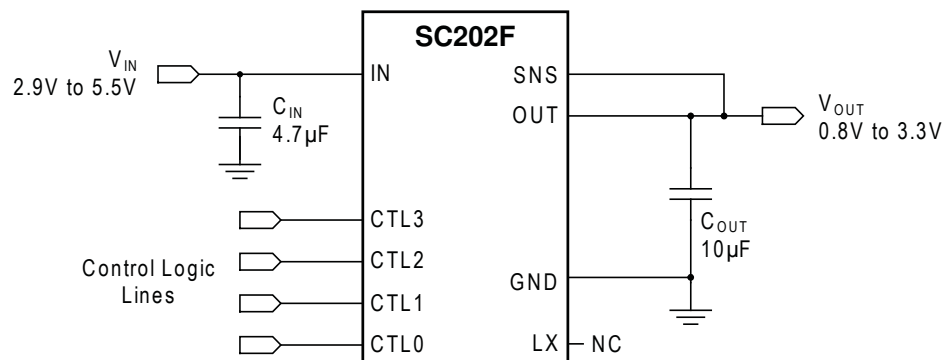 SC202F
V_IN
2.9V to 5.5V
IN
C_IN
4.7µF
SNS
OUT
V_OUT
0.8V to 3.3V
C_OUT
10µF
CTL3
Control Logic
Lines
CTL2
CTL1
CTL0
GND
LX
NC